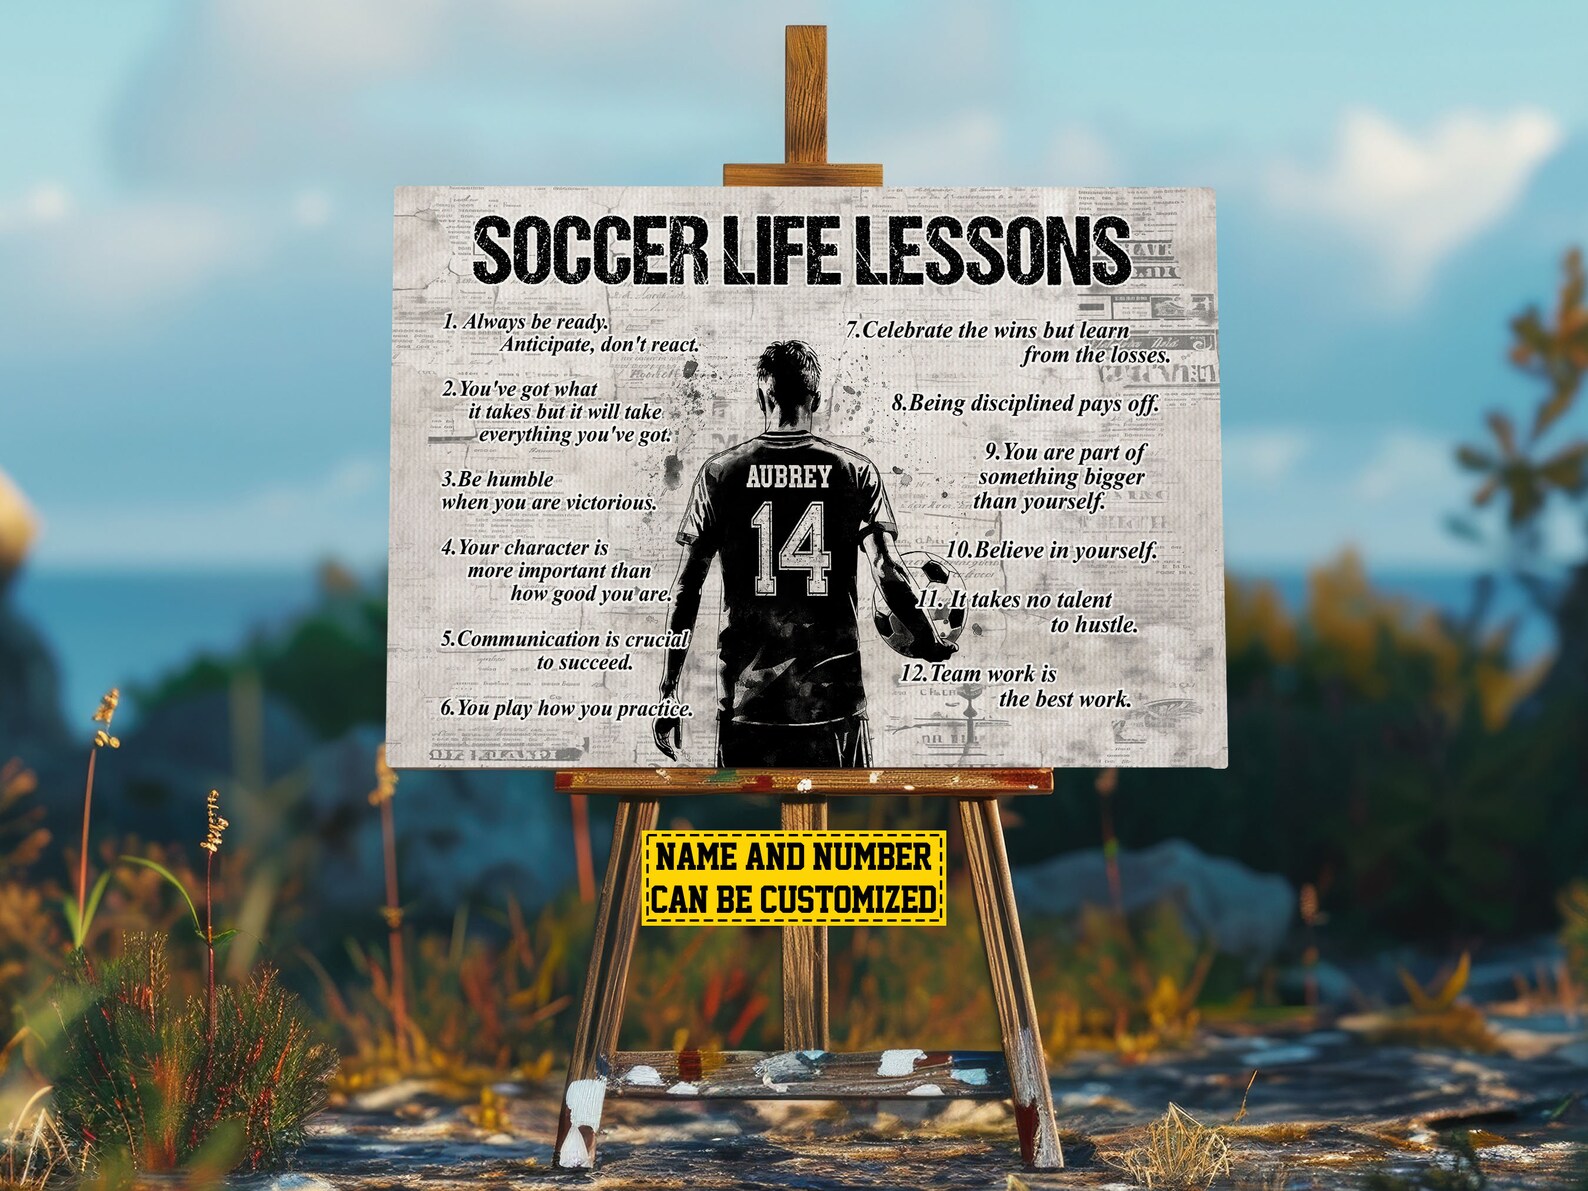 SOCCER LIFE LESSONS
1. Always be ready.
Anticipate, don't react.
2.You've got what
it takes but it will take
everything you've got.
3.Be humble
when you are victorious.
4.Your character is
more important than
how good you are.
5.Communication is crucial
to succeed.
6.You play how you practice.
AUBREY
14
7.Celebrate the wins but learn
from the losses.
8.Being disciplined pays off.
9.You are part of
something bigger
than yourself.
10.Believe in yourself.
11. It takes no talent
to hustle.
12.Team work is
the best work.
NAME AND NUMBER
CAN BE CUSTOMIZED